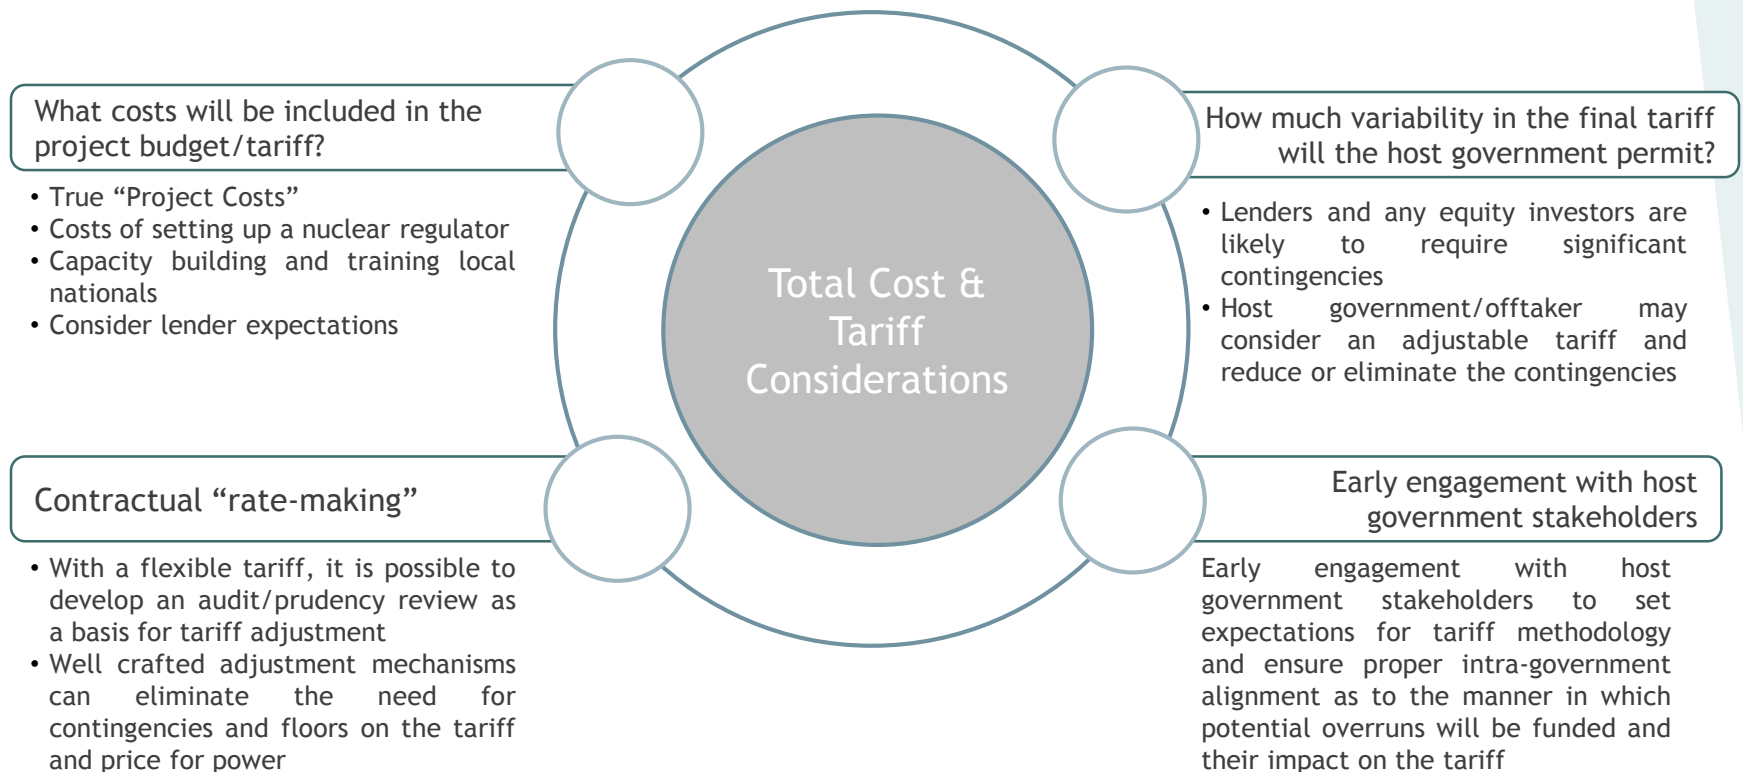 What costs will be included in the
project budget/tariff?
• True “Project Costs”
• Costs of setting up a nuclear regulator
• Capacity building and training local
nationals
• Consider lender expectations
Total Cost &
Tariff
Considerations
How much variability in the final tariff
will the host government permit?
• Lenders and any equity investors are
likely to require significant
contingencies
• Host government/offtaker may
consider an adjustable tariff and
reduce or eliminate the contingencies
Contractual “rate-making”
• With a flexible tariff, it is possible to
develop an audit/prudency review as
a basis for tariff adjustment
• Well crafted adjustment mechanisms
can eliminate the need for
contingencies and floors on the tariff
and price for power
Early engagement with host
government stakeholders
Early engagement with host
government stakeholders to set
expectations for tariff methodology
and ensure proper intra-government
alignment as to the manner in which
potential overruns will be funded and
their impact on the tariff